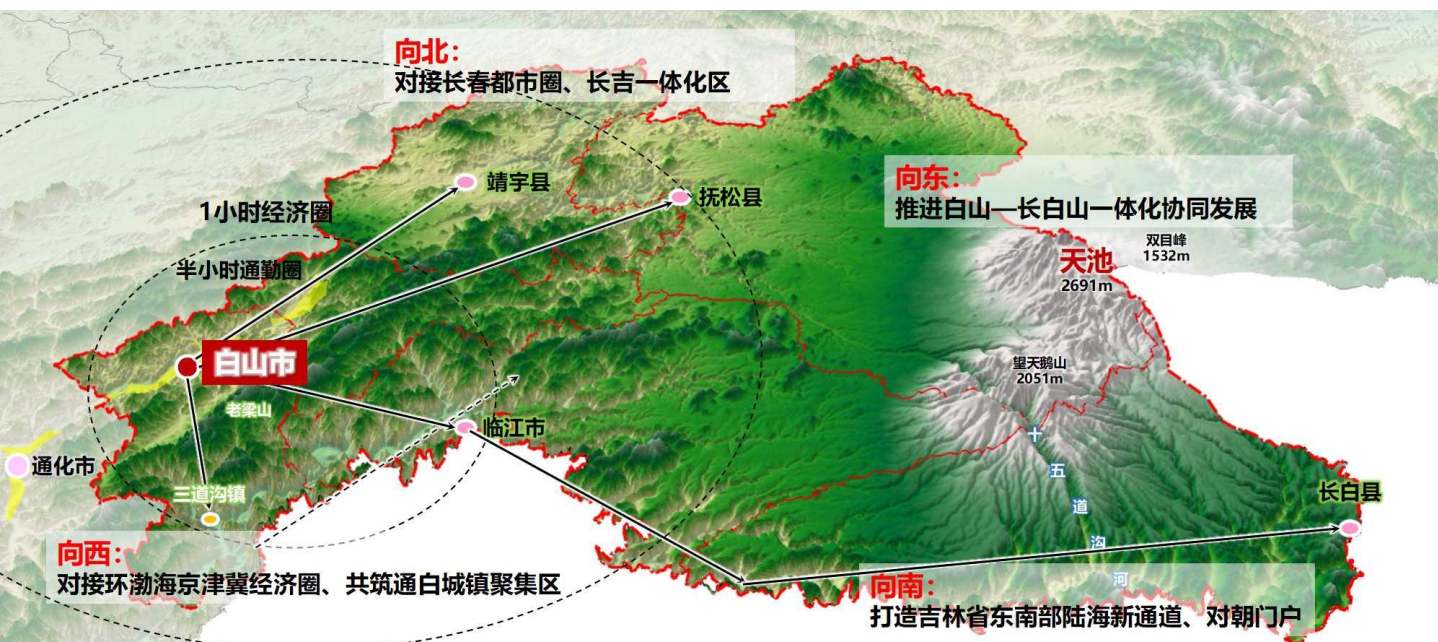 向北：
对接长春都市圈、长吉一体化区
靖宇县
抚松县
向东：
推进白山—长白山一体化协同发展
1小时经济圈
双目峰
1532m
天池
2691m
半小时通勤圈
白山市
望天鹅山
2051m
老梁山
临江市
十五道沟河
通化市
三道沟镇
长白县
向西：
对接环渤海京津冀经济圈、共筑通白城镇聚集区
向南：
打造吉林省东南部陆海新通道、对朝门户